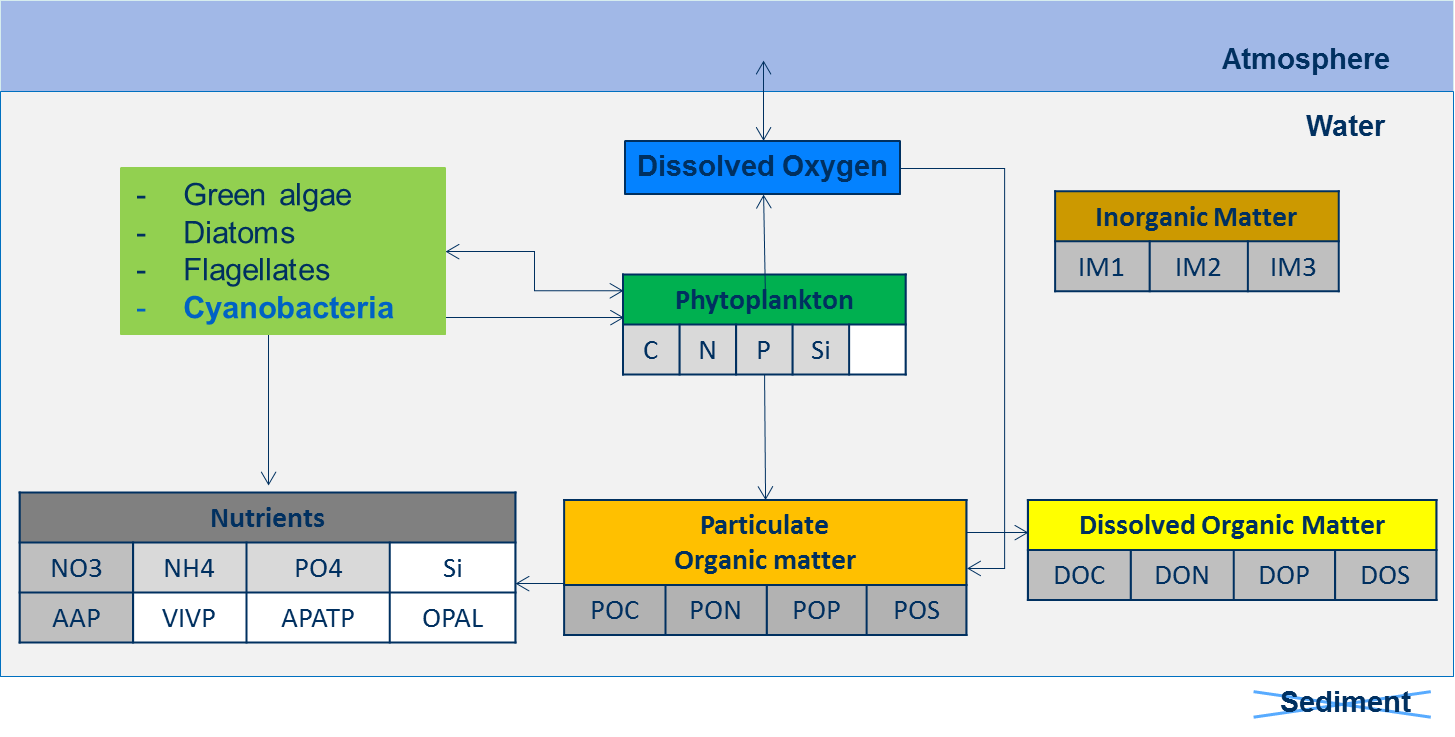 Atmosphere
Water
Dissolved Oxygen
- Green algae
- Diatoms
- Flagellates
- Cyanobacteria
Inorganic Matter
IM1 IM2 IM3
Phytoplankton
C N P Si
Nutrients
NO3 NH4 PO4 Si
AAP VIVP APATP OPAL
Particulate
Organic matter
POC PON POP POS
Dissolved Organic Matter
DOC DON DOP DOS
Sediment